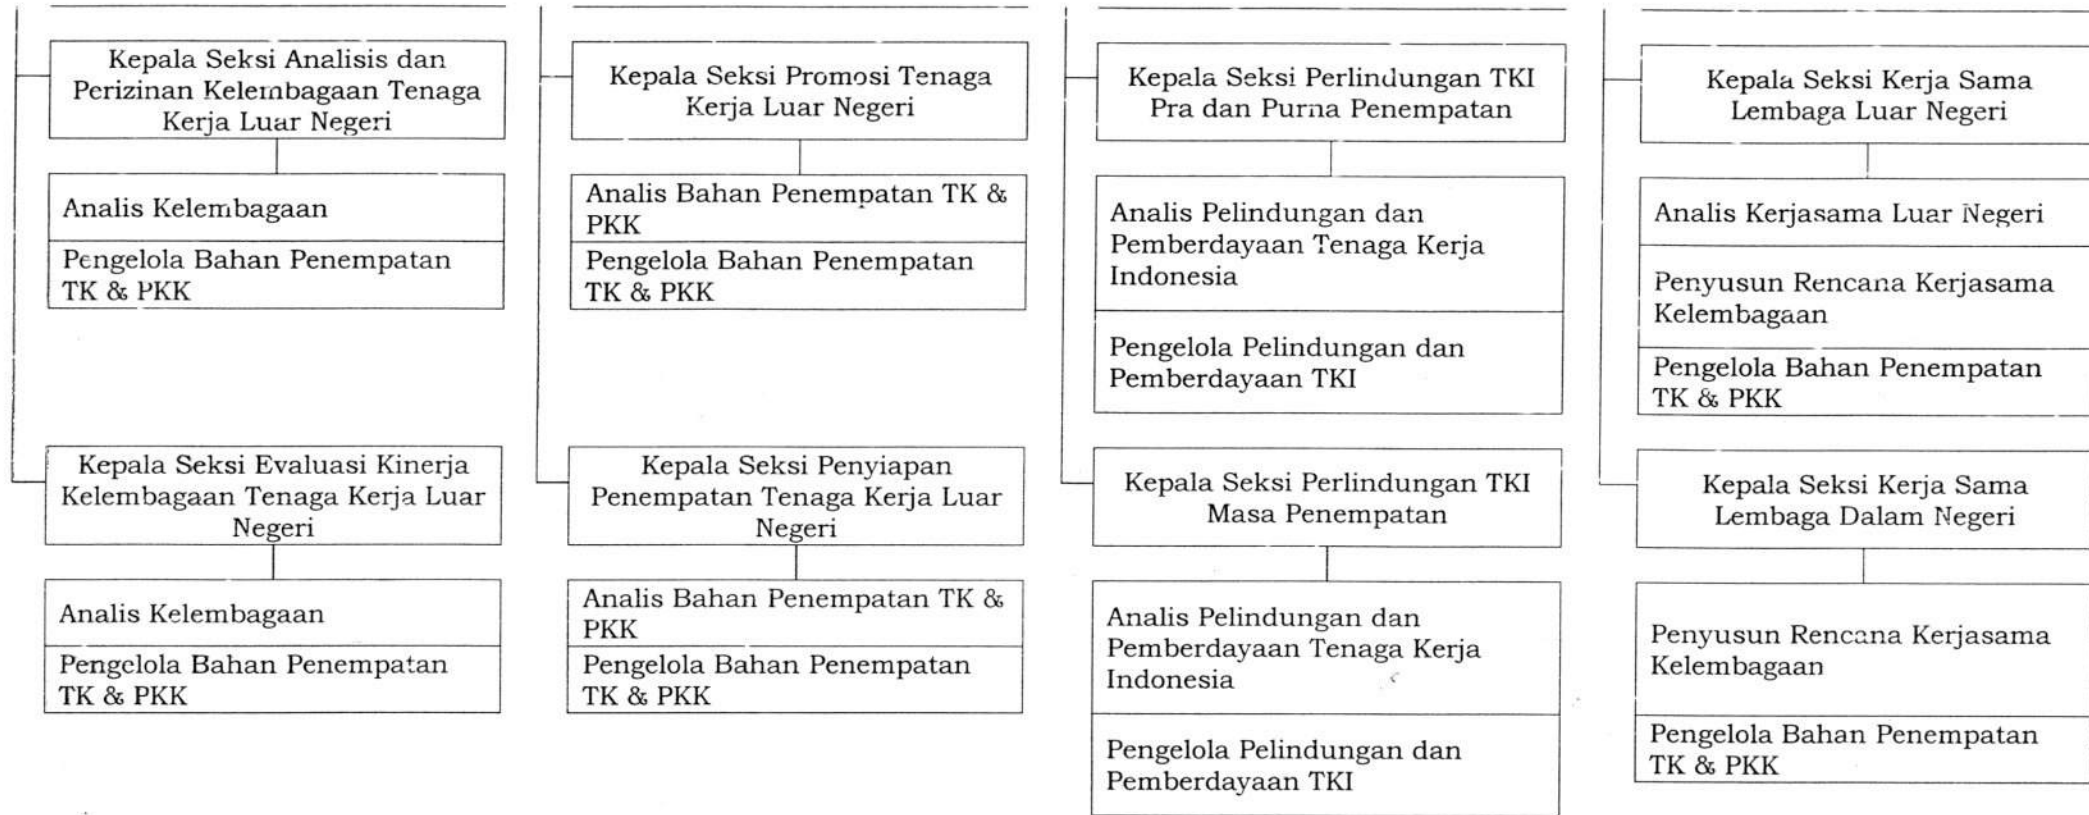 Kepala Seksi Analisis dan
Perizinan Kelembagaan Tenaga
Kerja Luar Negeri
Analis Kelembagaan
Pengelola Bahan Penempatan
TK & PKK
Kepala Seksi Evaluasi Kinerja
Kelembagaan Tenaga Kerja Luar
Negeri
Analis Kelembagaan
Pengelola Bahan Penempatan
TK & PKK
Kepala Seksi Promosi Tenaga
Kerja Luar Negeri
Analis Bahan Penempatan TK &
PKK
Pengelola Bahan Penempatan
TK & PKK
Kepala Seksi Penyiapan
Penempatan Tenaga Kerja Luar
Negeri
Analis Bahan Penempatan TK &
PKK
Pengelola Bahan Penempatan
TK & PKK
Kepala Seksi Perlindungan TKI
Pra dan Purna Penempatan
Analis Pelindungan dan
Pemberdayaan Tenaga Kerja
Indonesia
Pengelola Pelindungan dan
Pemberdayaan TKI
Kepala Seksi Perlindungan TKI
Masa Penempatan
Analis Pelindungan dan
Pemberdayaan Tenaga Kerja
Indonesia
Pengelola Pelindungan dan
Pemberdayaan TKI
Kepala Seksi Kerja Sama
Lembaga Luar Negeri
Analis Kerjasama Luar Negeri
Penyusun Rencana Kerjasama
Kelembagaan
Pengelola Bahan Penempatan
TK & PKK
Kepala Seksi Kerja Sama
Lembaga Dalam Negeri
Penyusun Rencana Kerjasama
Kelembagaan
Pengelola Bahan Penempatan
TK & PKK